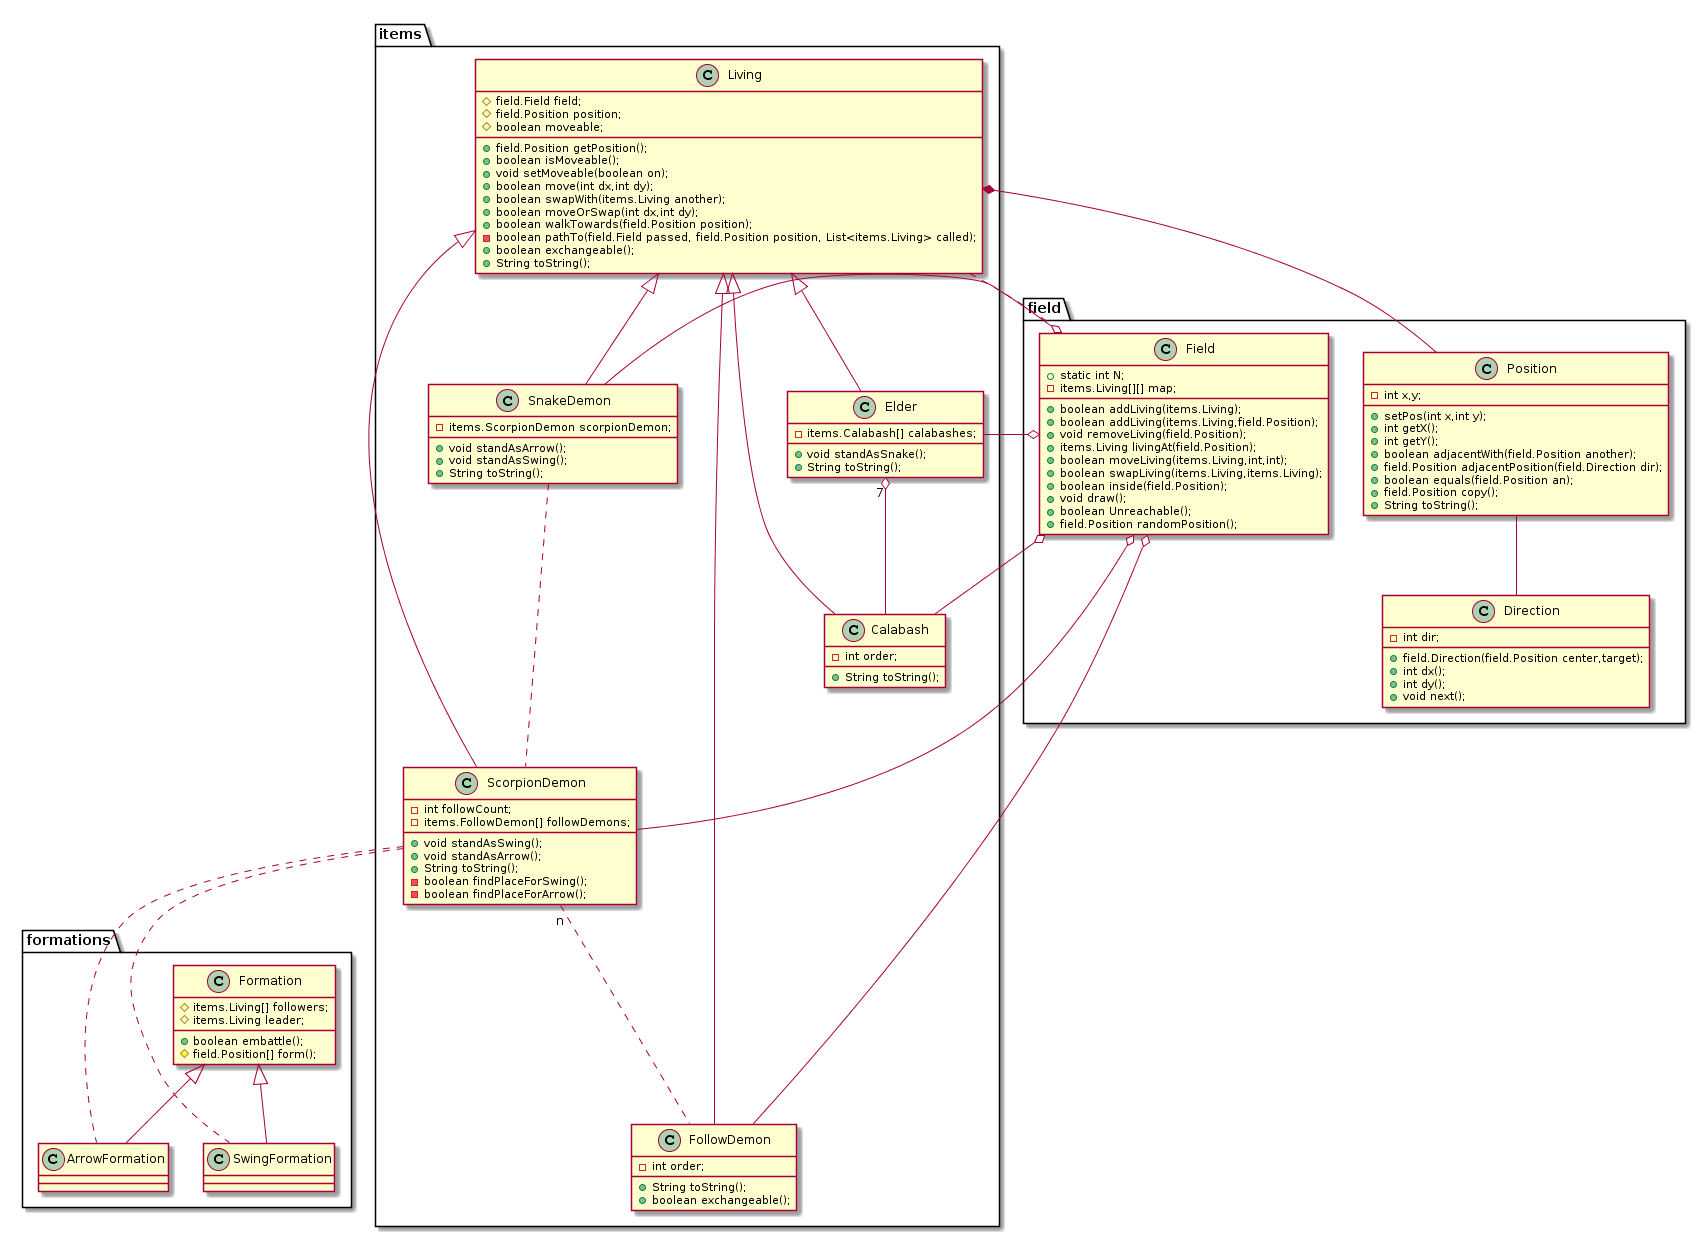 items
C Living
field.Field field;
field.Position position;
boolean moveable;
field.Position getPosition();
boolean isMoveable();
void setMoveable(boolean on);
boolean move(int dx,int dy);
boolean swapWith(items.Living another);
boolean moveOrSwap(int dx,int dy);
boolean walkTowards(field.Position position);
boolean pathTo(field.Field passed, field.Position position, List<items.Living> called);
boolean exchangeable();
String toString();
field
C Field
static int N;
items.Living[][] map;
boolean addLiving(items.Living);
boolean addLiving(items.Living,field.Position);
void removeLiving(field.Position);
items.Living livingAt(field.Position);
boolean moveLiving(items.Living,int,int);
boolean swapLiving(items.Living,items.Living);
boolean inside(field.Position);
void draw();
boolean Unreachable();
field.Position randomPosition();
C Position
int x,y;
setPos(int x,int y);
int getX();
int getY();
boolean adjacentWith(field.Position another);
field.Position adjacentPosition(field.Direction dir);
boolean equals(field.Position an);
field.Position copy();
String toString();
C SnakeDemon
items.ScorpionDemon scorpionDemon;
void standAsArrow();
void standAsSwing();
String toString();
C Elder
items.Calabash[] calabashes;
void standAsSnake();
String toString();
7
C Direction
int dir;
field.Direction(field.Position center,target);
int dx();
int dy();
void next();
C Calabash
int order;
String toString();
C ScorpionDemon
int followCount;
items.FollowDemon[] followDemons;
void standAsSwing();
void standAsArrow();
String toString();
boolean findPlaceForSwing();
boolean findPlaceForArrow();
n
formations
C Formation
items.Living[] followers;
items.Living leader;
boolean embattle();
field.Position[] form();
C ArrowFormation
C SwingFormation
C FollowDemon
int order;
String toString();
boolean exchangeable();